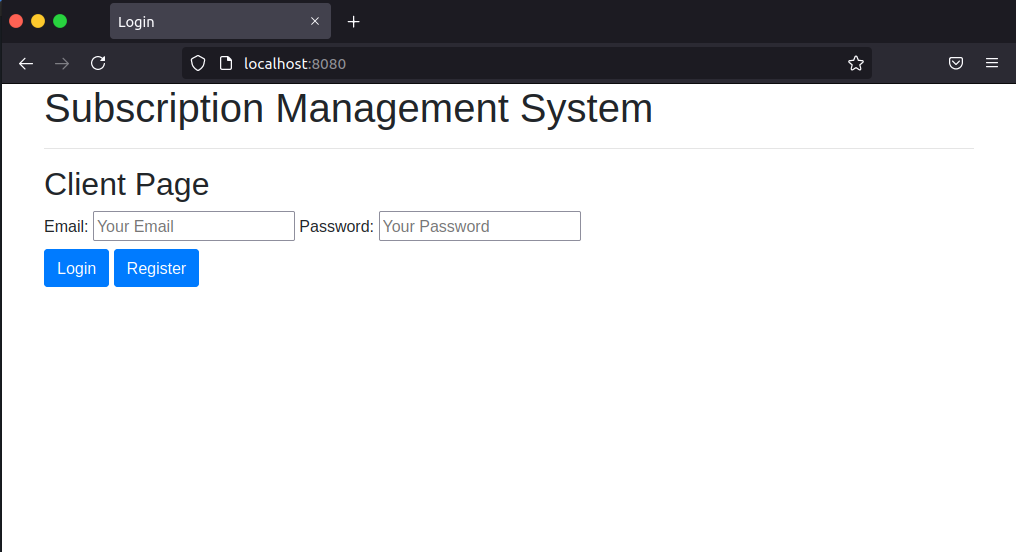 Login
localhost:8080
Subscription Management System
Client Page
Email: Your Email Password: Your Password
Login Register